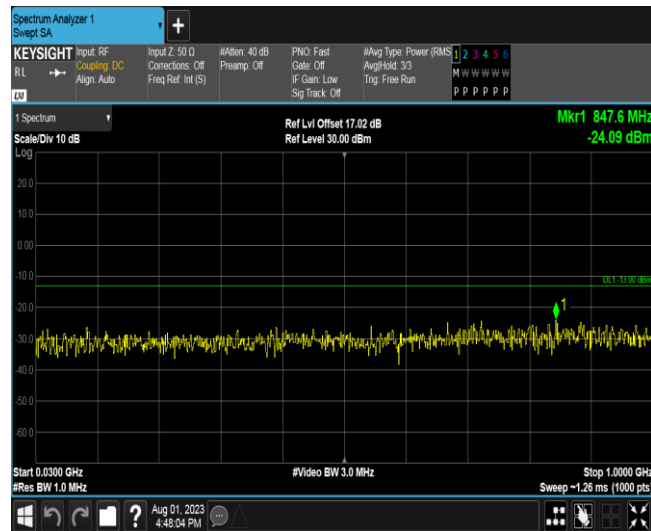 Spectrum Analyzer 1
Swept SA
KEYSIGHT
RL
LXI
Input: RF
Coupling: DC
Align: Auto
Input Z: 50 Ω
Corrections: Off
Freq Ref: Int (S)
#Atten: 40 dB
Preamp: Off
PNO: Fast
Gate: Off
IF Gain: Low
Sig Track: Off
#Avg Type: Power (RMS
Avg|Hold: 3/3
Trig: Free Run
1 2 3 4 5 6
M W W W W W
P P P P P P
1 Spectrum
Scale/Div 10 dB
Log
Ref Lvl Offset 17.02 dB
Ref Level 30.00 dBm
Mkr1 847.6 MHz
-24.09 dBm
20.0
10.0
0.00
-10.0
DL1 -13.00 dBm
-20.0
1
-30.0
-40.0
-50.0
-60.0
Start 0.0300 GHz
#Video BW 3.0 MHz
Stop 1.0000 GHz
#Res BW 1.0 MHz
Sweep ~1.26 ms (1000 pts
?
Aug 01, 2023
4:48:04 PM